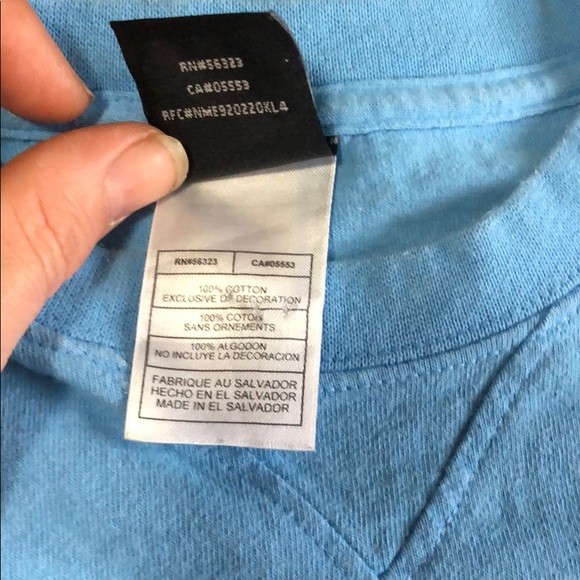 RN#56323
CA#05553
RFC#NME920220KL4
RN#56323 CA#05553
100% COTTON
EXCLUSIVE OF DECORATION
100% COTON
SANS ORNEMENTS
100% ALGODON
NO INCLUYE LA DECORACION
FABRIQUE AU SALVADOR
HECHO EN EL SALVADOR
MADE IN EL SALVADOR